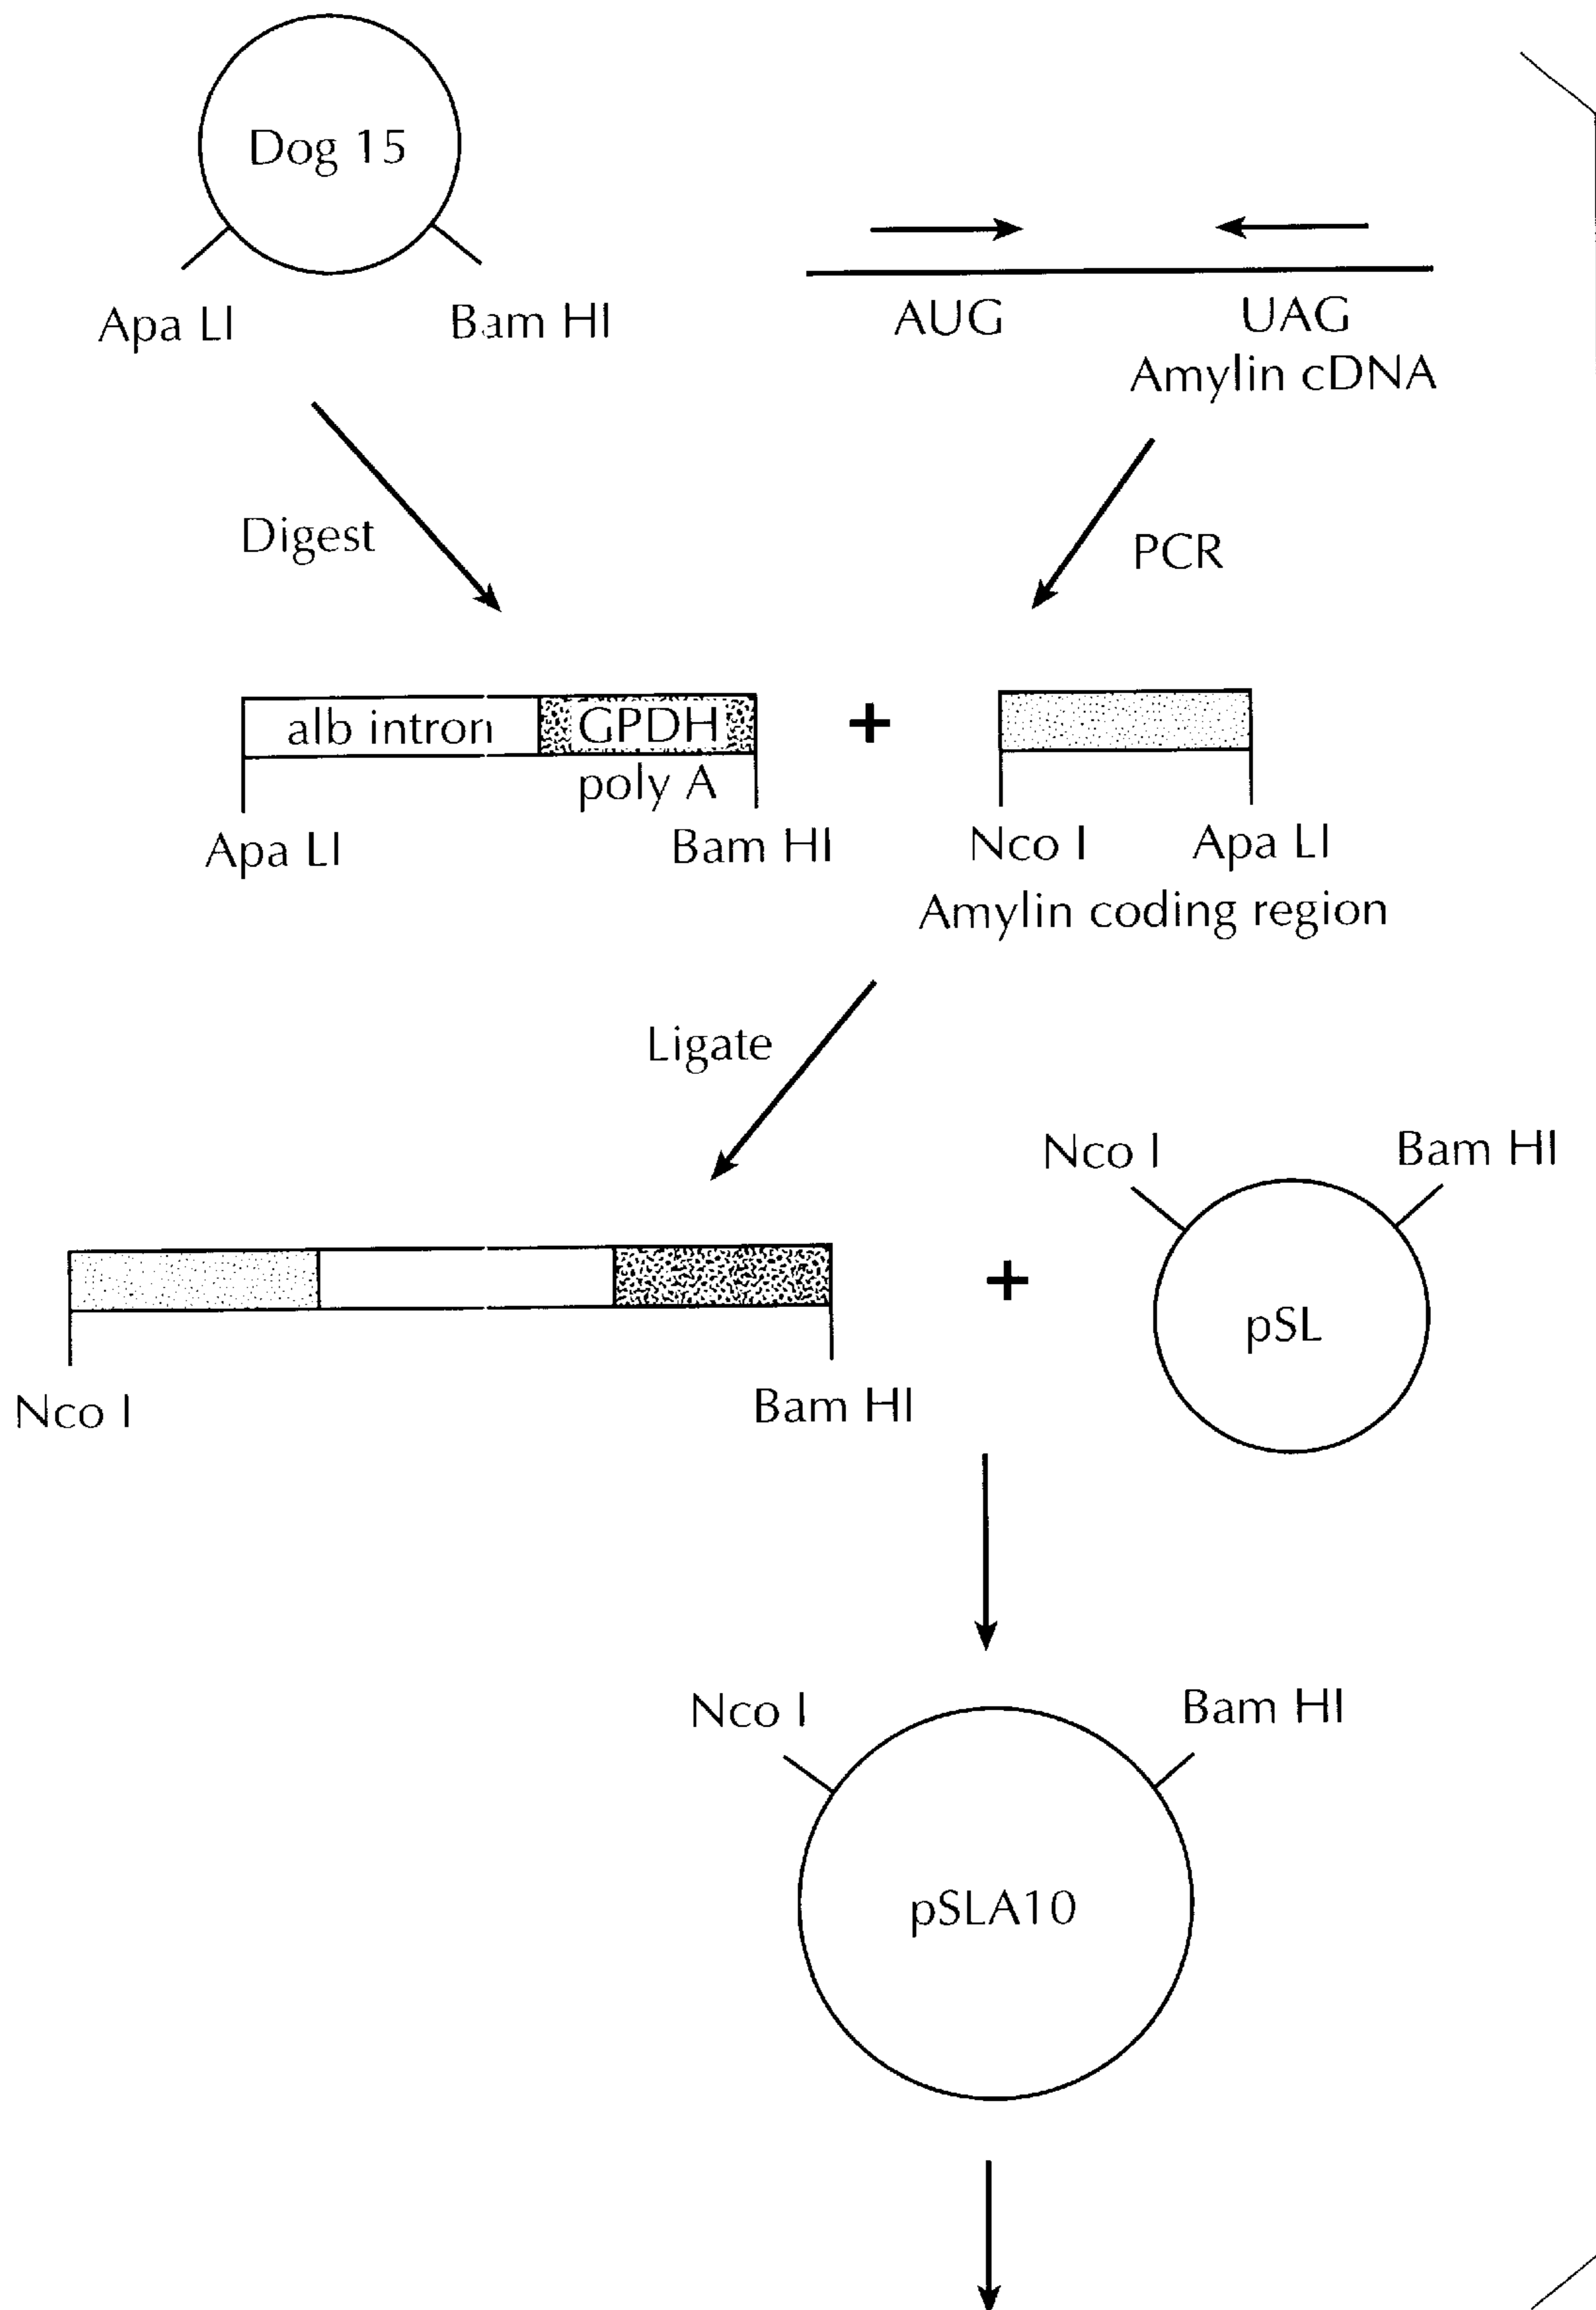 Dog 15
Apa LI
Bam HI
AUG
UAG
Amylin cDNA
Digest
PCR
alb intron
GPDH
poly A
+
Apa LI
Bam HI
Nco I
Apa LI
Amylin coding region
Ligate
Nco I
Bam HI
+
Nco I
Bam HI
pSL
Nco I
Bam HI
pSLA10